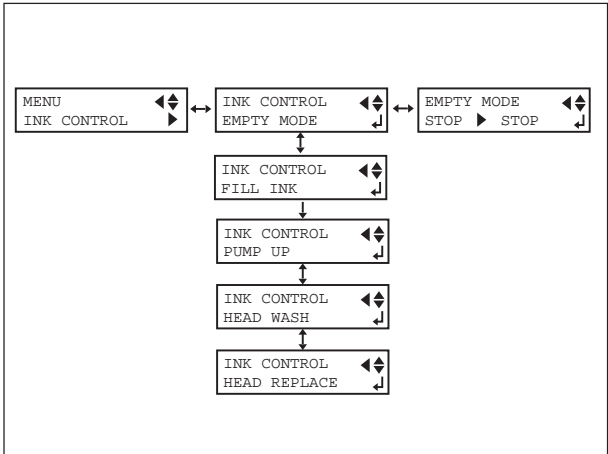 MENU
INK CONTROL
INK CONTROL
EMPTY MODE
EMPTY MODE
STOP ▶ STOP
INK CONTROL
FILL INK
INK CONTROL
PUMP UP
INK CONTROL
HEAD WASH
INK CONTROL
HEAD REPLACE